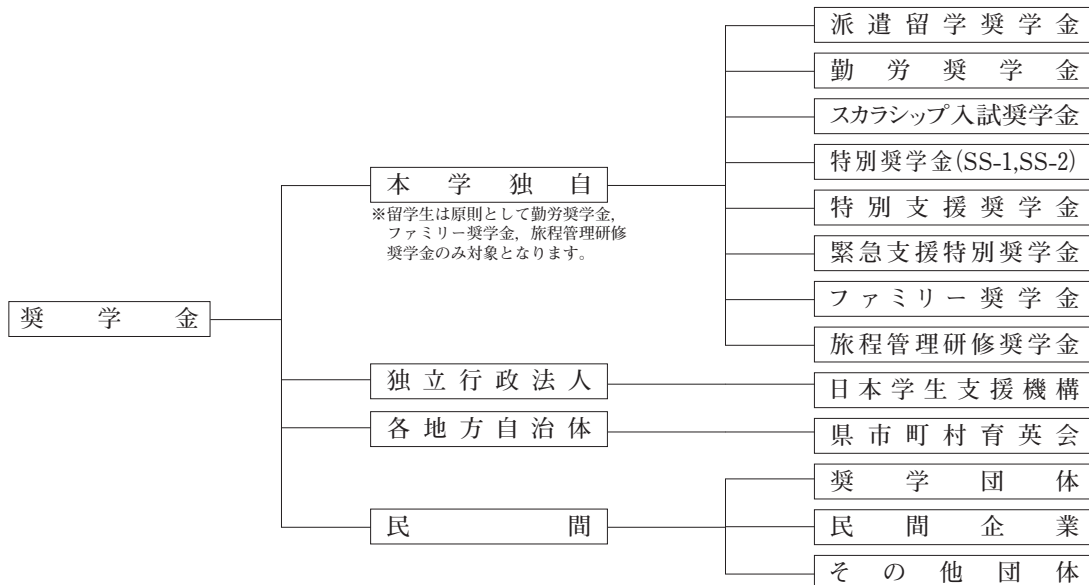 派遣留学奨学金
勤労奨学金
スカラシップ入試奨学金
特別奨学金(SS-1,SS-2)
本学独自
特別支援奨学金
※留学生は原則として勤労奨学金,
ファミリー奨学金, 旅程管理研修
奨学金のみ対象となります。
緊急支援特別奨学金
ファミリー奨学金
奨学金
旅程管理研修奨学金
独立行政法人
日本学生支援機構
各地方自治体
県市町村育英会
奨学団体
民間
民間企業
その他団体